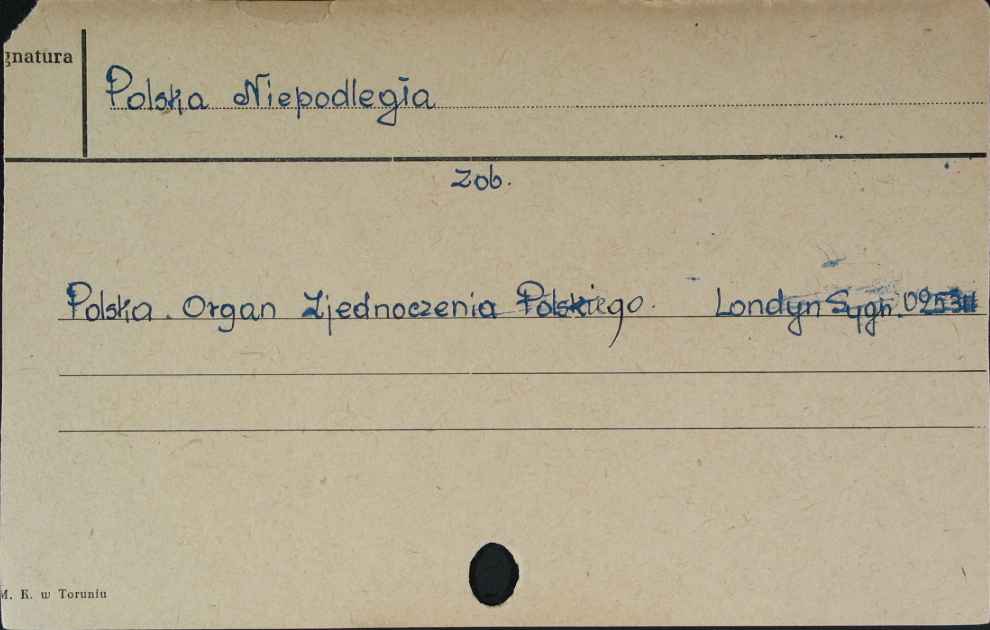 gnatura
Polska Niepodległa
Zob.
Polska. Organ Zjednoczenia Polskiego. Londyn Sygn.
M. K. w Toruniu